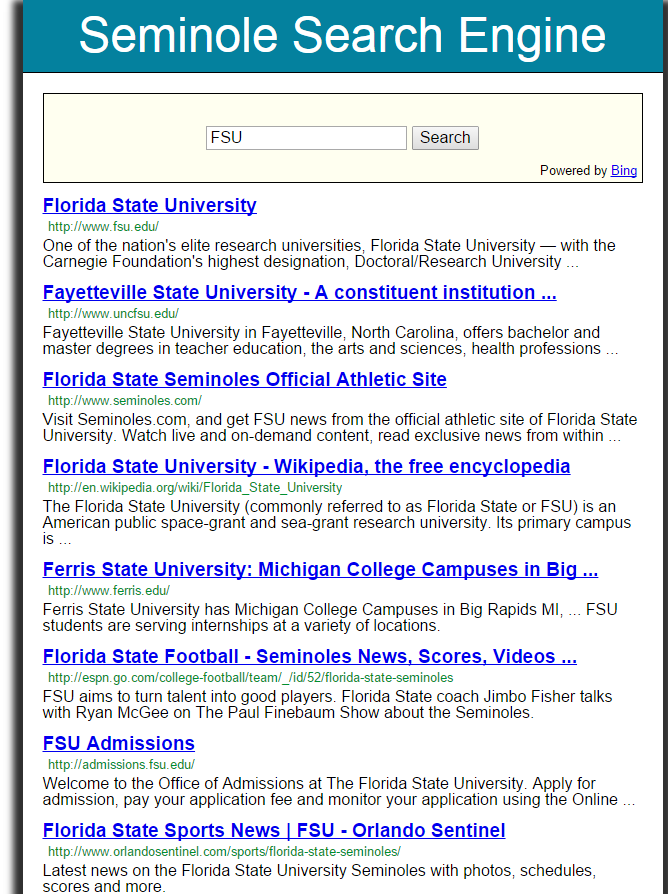 Seminole Search Engine
FSU Search
Powered by Bing
Florida State University
http://www.fsu.edu/
One of the nation's elite research universities, Florida State University — with the
Carnegie Foundation's highest designation, Doctoral/Research University ...
Fayetteville State University - A constituent institution ...
http://www.uncfsu.edu/
Fayetteville State University in Fayetteville, North Carolina, offers bachelor and
master degrees in teacher education, the arts and sciences, health professions ...
Florida State Seminoles Official Athletic Site
http://www.seminoles.com/
Visit Seminoles.com, and get FSU news from the official athletic site of Florida State
University. Watch live and on-demand content, read exclusive news from within ...
Florida State University - Wikipedia, the free encyclopedia
http://en.wikipedia.org/wiki/Florida_State_University
The Florida State University (commonly referred to as Florida State or FSU) is an
American public space-grant and sea-grant research university. Its primary campus
is ...
Ferris State University: Michigan College Campuses in Big ...
http://www.ferris.edu/
Ferris State University has Michigan College Campuses in Big Rapids MI, ... FSU
students are serving internships at a variety of locations.
Florida State Football - Seminoles News, Scores, Videos ...
http://espn.go.com/college-football/team/_/id/52/florida-state-seminoles
FSU aims to turn talent into good players. Florida State coach Jimbo Fisher talks
with Ryan McGee on The Paul Finebaum Show about the Seminoles.
FSU Admissions
http://admissions.fsu.edu/
Welcome to the Office of Admissions at The Florida State University. Apply for
admission, pay your application fee and monitor your application using the Online ...
Florida State Sports News | FSU - Orlando Sentinel
http://www.orlandosentinel.com/sports/florida-state-seminoles/
Latest news on the Florida State University Seminoles with photos, schedules,
scores and more.